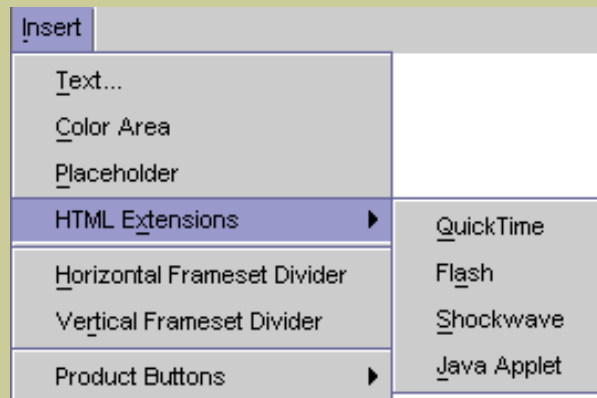 Insert
Text...
Color Area
Placeholder
HTML Extensions
QuickTime
Flash
Shockwave
Java Applet
Horizontal Frameset Divider
Vertical Frameset Divider
Product Buttons